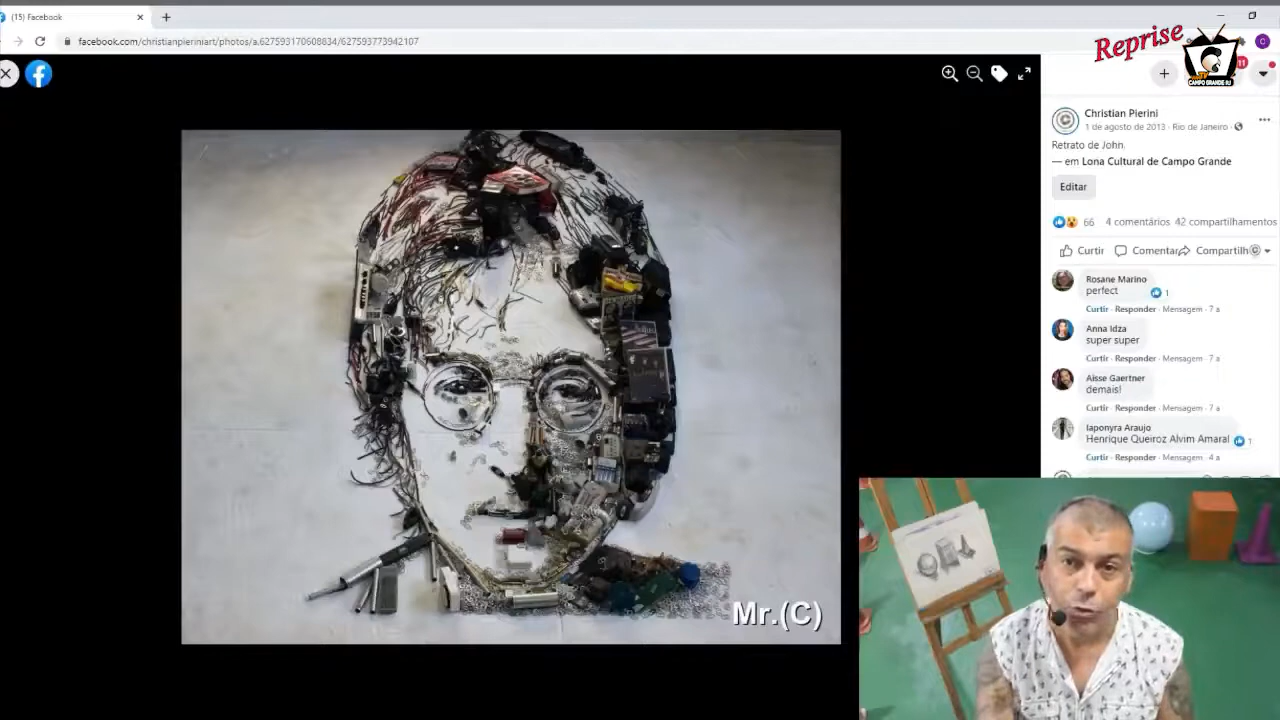 (15) Facebook
facebook.com/christianpieriniart/photos/a.627593170608834/627593773942107
Reprise
CAMPO GRANDE-RJ
11
Christian Pierini
1 de agosto de 2013 · Rio de Janeiro ·
Retrato de John.
— em Lona Cultural de Campo Grande
Editar
66 4 comentários 42 compartilhamentos
Curtir Comentar Compartilh
Rosane Marino
perfect
1
Curtir · Responder · Mensagem · 7 a
Anna Idza
super super
Curtir · Responder · Mensagem · 7 a
Aisse Gaertner
demais!
Curtir · Responder · Mensagem · 7 a
Iaponyra Araujo
Henrique Queiroz Alvim Amaral
1
Curtir · Responder · Mensagem · 4 a
Mr.(C)